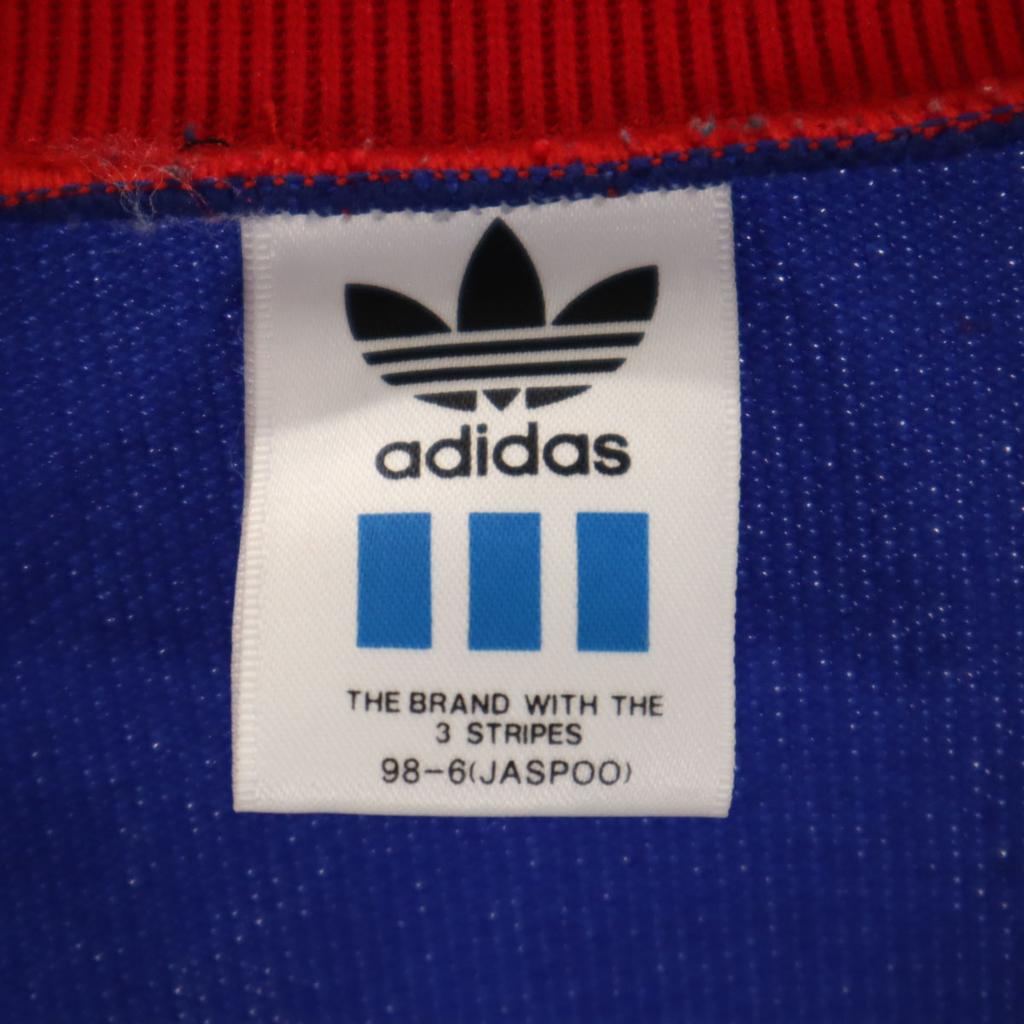 adidas
THE BRAND WITH THE
3 STRIPES
98-6(JASPOO)